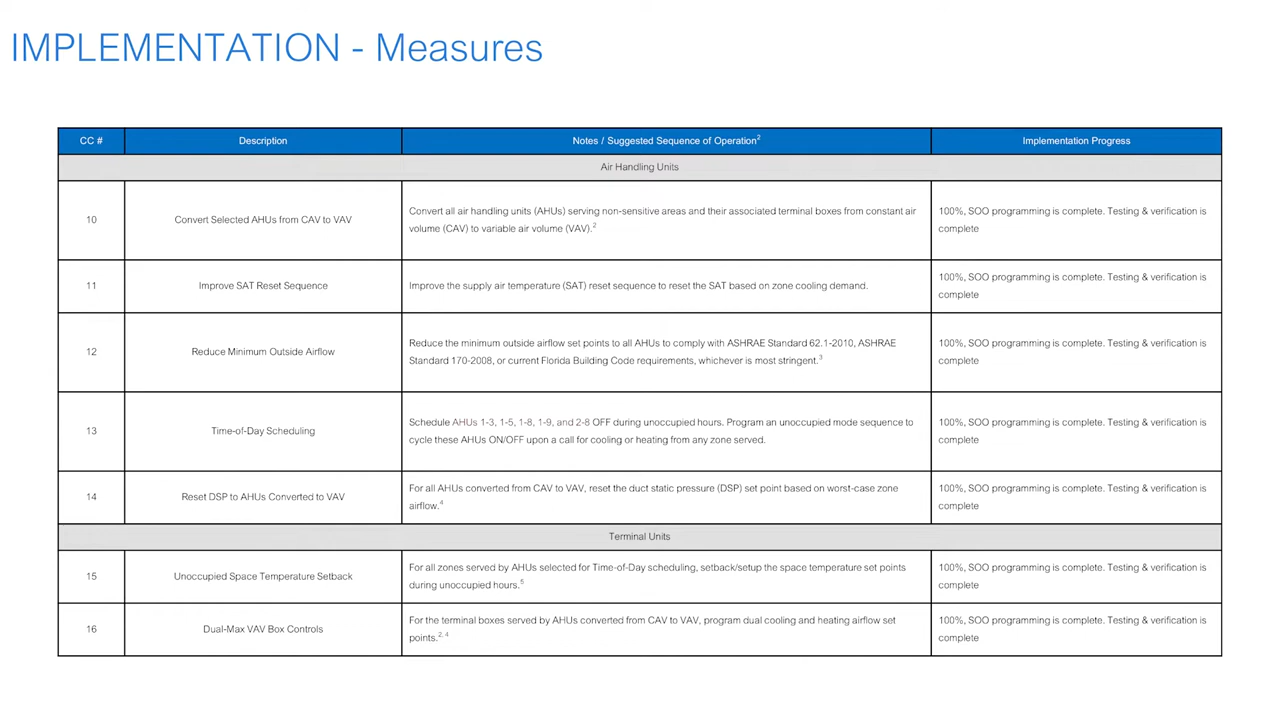 IMPLEMENTATION - Measures
CC #
Description
Notes / Suggested Sequence of Operation2
Implementation Progress
Air Handling Units
10
Convert Selected AHUs from CAV to VAV
Convert all air handling units (AHUs) serving non-sensitive areas and their associated terminal boxes from constant air
volume (CAV) to variable air volume (VAV).2
100%, SOO programming is complete. Testing & verification is
complete
11
Improve SAT Reset Sequence
Improve the supply air temperature (SAT) reset sequence to reset the SAT based on zone cooling demand.
100%, SOO programming is complete. Testing & verification is
complete
12
Reduce Minimum Outside Airflow
Reduce the minimum outside airflow set points to all AHUs to comply with ASHRAE Standard 62.1-2010, ASHRAE
Standard 170-2008, or current Florida Building Code requirements, whichever is most stringent.3
100%, SOO programming is complete. Testing & verification is
complete
13
Time-of-Day Scheduling
Schedule AHUs 1-3, 1-5, 1-8, 1-9, and 2-8 OFF during unoccupied hours. Program an unoccupied mode sequence to
cycle these AHUs ON/OFF upon a call for cooling or heating from any zone served.
100%, SOO programming is complete. Testing & verification is
complete
14
Reset DSP to AHUs Converted to VAV
For all AHUs converted from CAV to VAV, reset the duct static pressure (DSP) set point based on worst-case zone
airflow.4
100%, SOO programming is complete. Testing & verification is
complete
Terminal Units
15
Unoccupied Space Temperature Setback
For all zones served by AHUs selected for Time-of-Day scheduling, setback/setup the space temperature set points
during unoccupied hours.5
100%, SOO programming is complete. Testing & verification is
complete
16
Dual-Max VAV Box Controls
For the terminal boxes served by AHUs converted from CAV to VAV, program dual cooling and heating airflow set
points.2, 4
100%, SOO programming is complete. Testing & verification is
complete